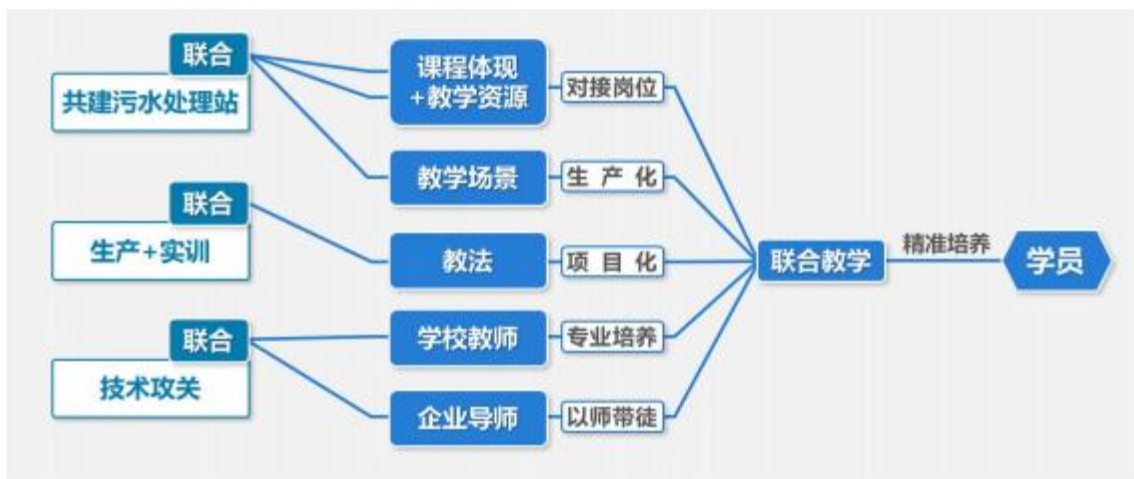 联合
共建污水处理站
联合
生产+实训
联合
技术攻关
课程体现
+教学资源
对接岗位
教学场景
生产化
教法
项目化
学校教师
专业培养
企业导师
以师带徒
联合教学
精准培养
学员